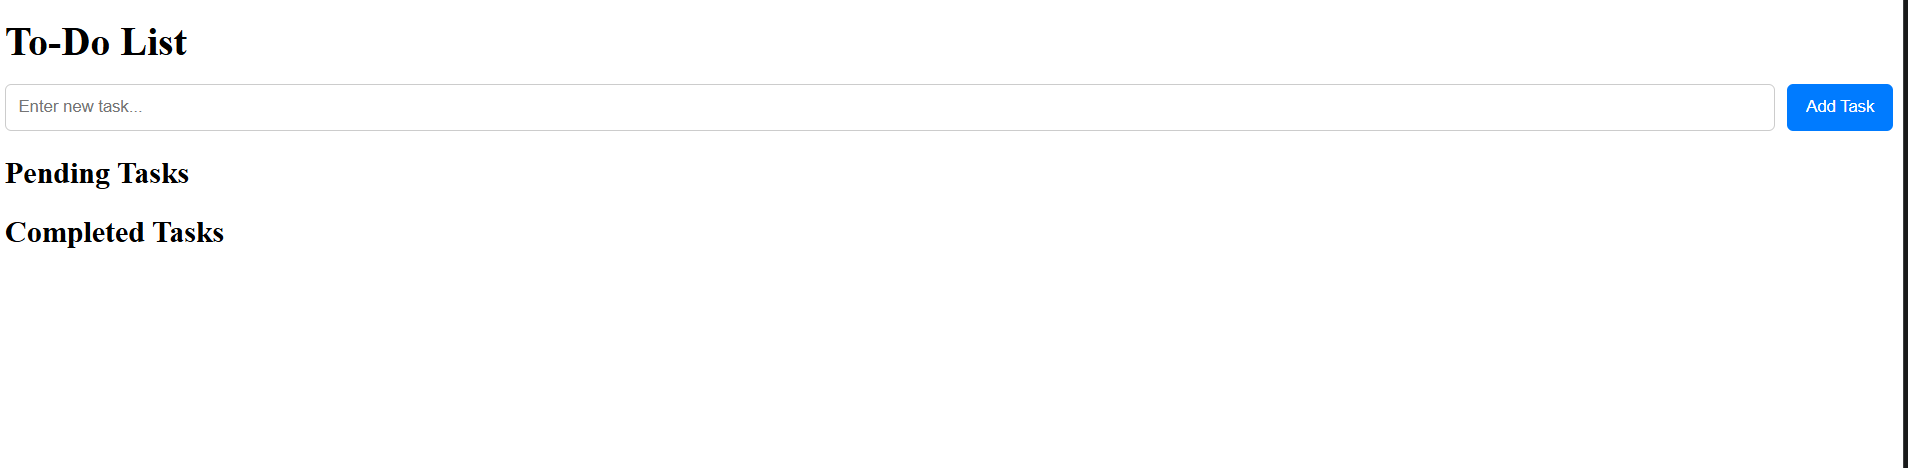 To-Do List
Enter new task...
Add Task
Pending Tasks
Completed Tasks